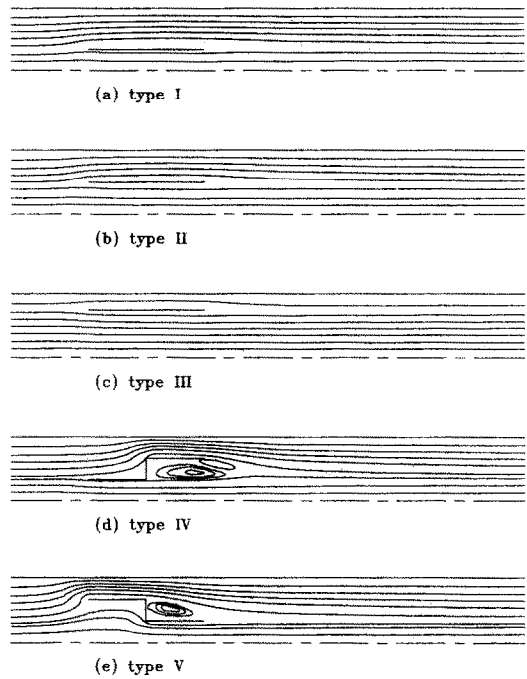 (a) type I
(b) type II
(c) type III
(d) type IV
(e) type V